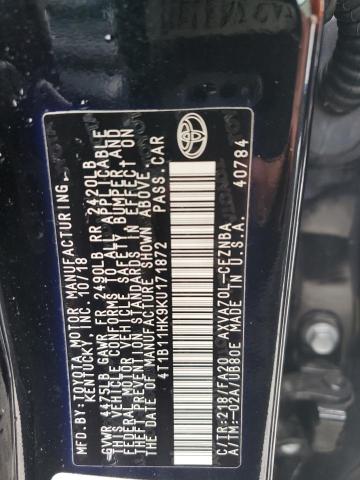 MFD BY:TOYOTA MOTOR MANUFACTURING,
KENTUCKY, INC. 10/18
GVWR 4475LB GAWR FR 2490LB RR 2420LB
THIS VEHICLE CONFORMS TO ALL APPLICABLE
FEDERAL MOTOR VEHICLE SAFETY, BUMPER, AND
THEFT PREVENTION STANDARDS IN EFFECT ON
THE DATE OF MANUFACTURE SHOWN ABOVE.
4T1B11HK9KU171872 PASS.CAR
C/TR:218/FA20 AXVA70L-CEZNBA
A/TM:-02A/UB80E MADE IN U.S.A.
40784